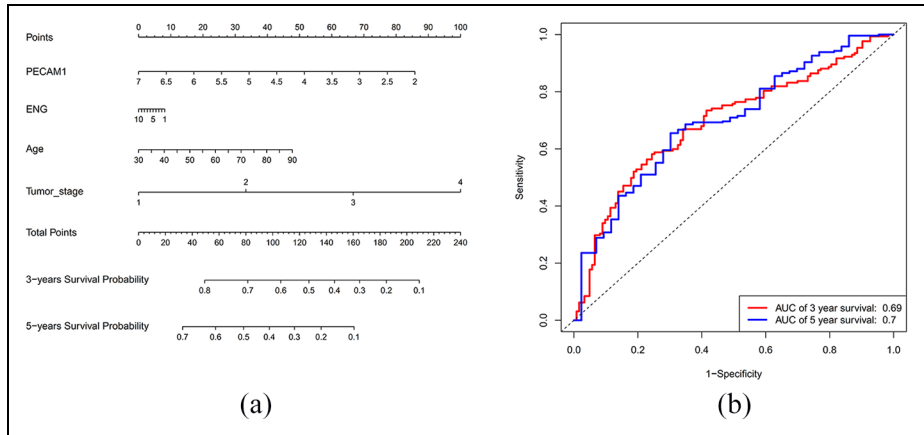 Points
0 10 20 30 40 50 60 70 80 90 100
PECAM1
7 6.5 6 5.5 5 4.5 4 3.5 3 2.5 2
ENG
10 5 1
Age
30 40 50 60 70 80 90
Tumor_stage
2 4
1 3
Total Points
0 20 40 60 80 100 120 140 160 180 200 220 240
3−years Survival Probability
0.8 0.7 0.6 0.5 0.4 0.3 0.2 0.1
5−years Survival Probability
0.7 0.6 0.5 0.4 0.3 0.2 0.1
(a)
Sensitivity
1.0
0.8
0.6
0.4
0.2
0.0
AUC of 3 year survival: 0.69
AUC of 5 year survival: 0.7
0.0 0.2 0.4 0.6 0.8 1.0
1−Specificity
(b)